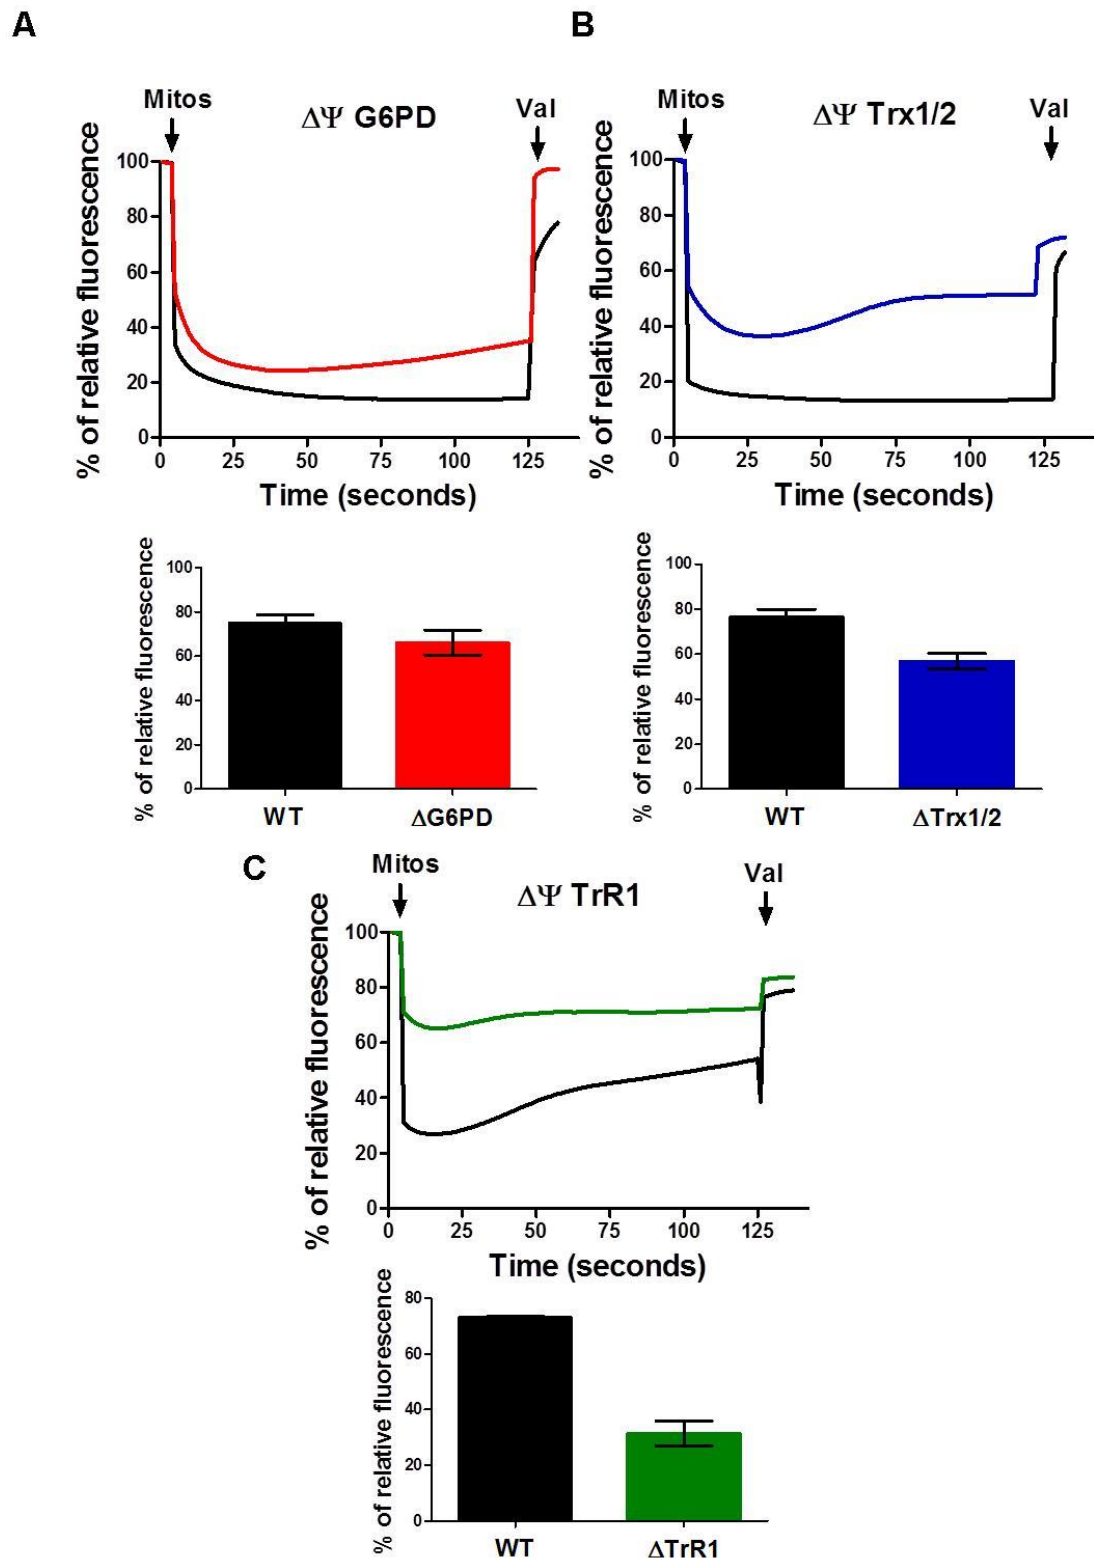 A
Mitos
ΔΨ G6PD
Val
% of relative fluorescence
100
80
60
40
20
0
0 25 50 75 100 125
Time (seconds)
% of relative fluorescence
100
80
60
40
20
0
WT ΔG6PD
B
Mitos
ΔΨ Trx1/2
Val
% of relative fluorescence
100
80
60
40
20
0
0 25 50 75 100 125
Time (seconds)
% of relative fluorescence
100
80
60
40
20
0
WT ΔTrx1/2
C
Mitos
ΔΨ TrR1
Val
% of relative fluorescence
100
80
60
40
20
0
0 25 50 75 100 125
Time (seconds)
% of relative fluorescence
80
60
40
20
0
WT ΔTrR1